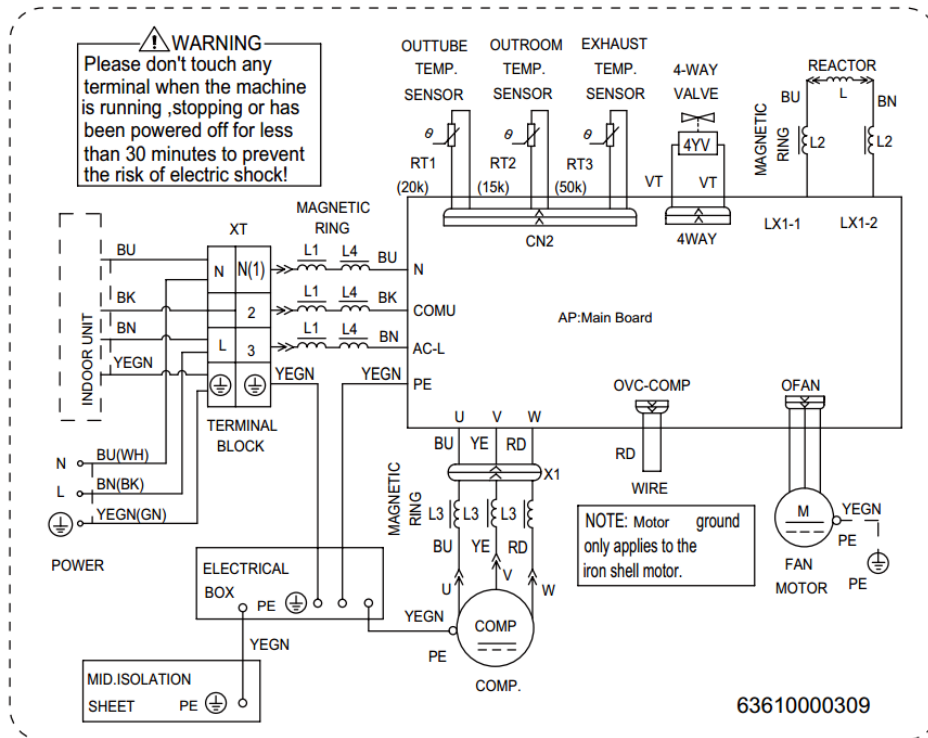 WARNING
Please don't touch any
terminal when the machine
is running ,stopping or has
been powered off for less
than 30 minutes to prevent
the risk of electric shock!
OUTTUBE
TEMP.
SENSOR
OUTROOM
TEMP.
SENSOR
EXHAUST
TEMP.
SENSOR
4-WAY
VALVE
REACTOR
L
BU
BN
MAGNETIC
RING
L2
L2
θ
RT1
(20k)
θ
RT2
(15k)
θ
RT3
(50k)
4YV
VT
VT
CN2
4WAY
LX1-1
LX1-2
INDOOR UNIT
BU
BK
BN
YEGN
XT
N
N(1)
2
L
3
TERMINAL
BLOCK
MAGNETIC
RING
L1
L4
BU
N
L1
L4
BK
COMU
L1
L4
BN
AC-L
YEGN
YEGN
PE
AP:Main Board
OVC-COMP
RD
WIRE
OFAN
M
YEGN
PE
PE
FAN
MOTOR
NOTE: Motor ground
only applies to the
iron shell motor.
N
BU(WH)
L
BN(BK)
YEGN(GN)
POWER
U
V
W
BU
YE
RD
X1
MAGNETIC
RING
L3
L3
L3
BU
YE
RD
U
V
W
COMP
YEGN
PE
COMP.
ELECTRICAL
BOX
PE
YEGN
MID.ISOLATION
SHEET
PE
63610000309